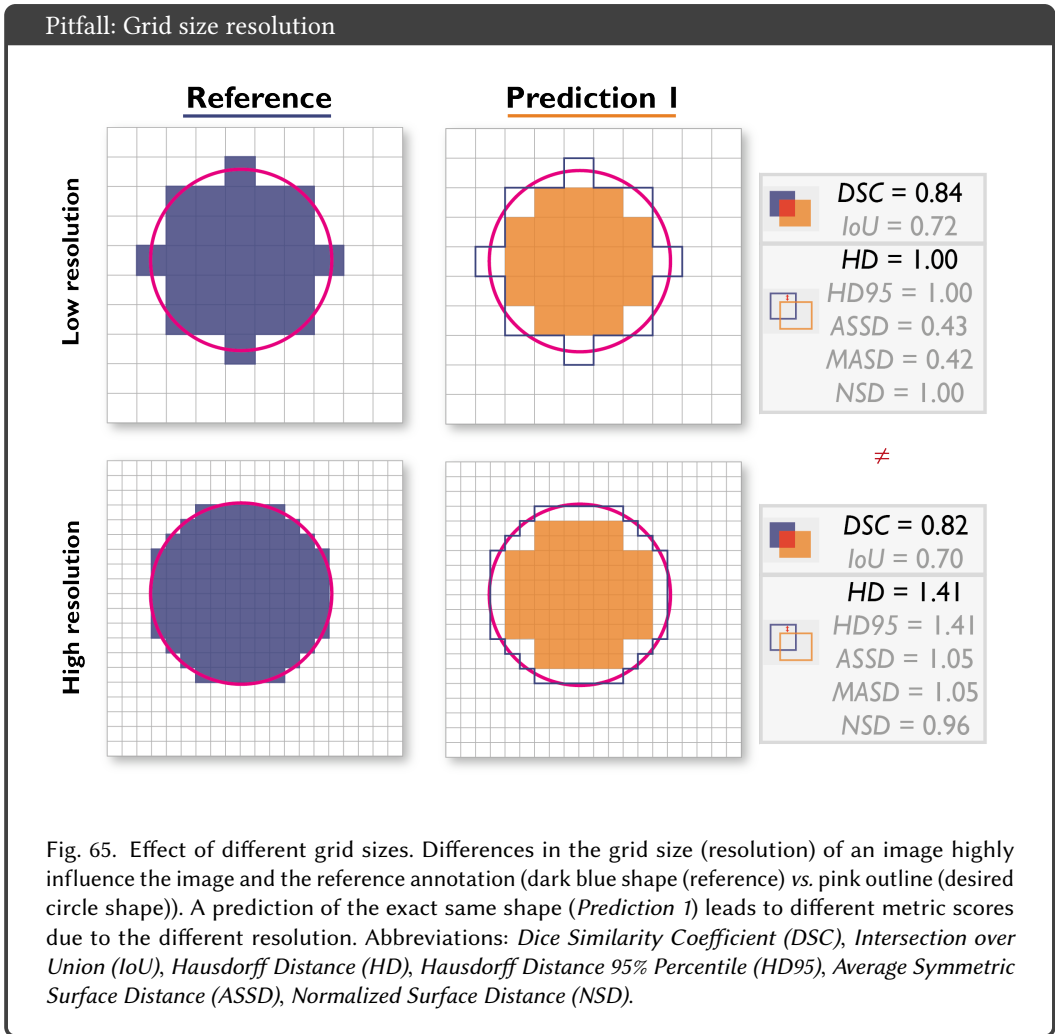 Pitfall: Grid size resolution
Reference
Prediction 1
Low resolution
DSC = 0.84
IoU = 0.72
HD = 1.00
HD95 = 1.00
ASSD = 0.43
MASD = 0.42
NSD = 1.00
≠
High resolution
DSC = 0.82
IoU = 0.70
HD = 1.41
HD95 = 1.41
ASSD = 1.05
MASD = 1.05
NSD = 0.96
Fig. 65. Effect of different grid sizes. Differences in the grid size (resolution) of an image highly
influence the image and the reference annotation (dark blue shape (reference) vs. pink outline (desired
circle shape)). A prediction of the exact same shape (Prediction 1) leads to different metric scores
due to the different resolution. Abbreviations: Dice Similarity Coefficient (DSC), Intersection over
Union (IoU), Hausdorff Distance (HD), Hausdorff Distance 95% Percentile (HD95), Average Symmetric
Surface Distance (ASSD), Normalized Surface Distance (NSD).